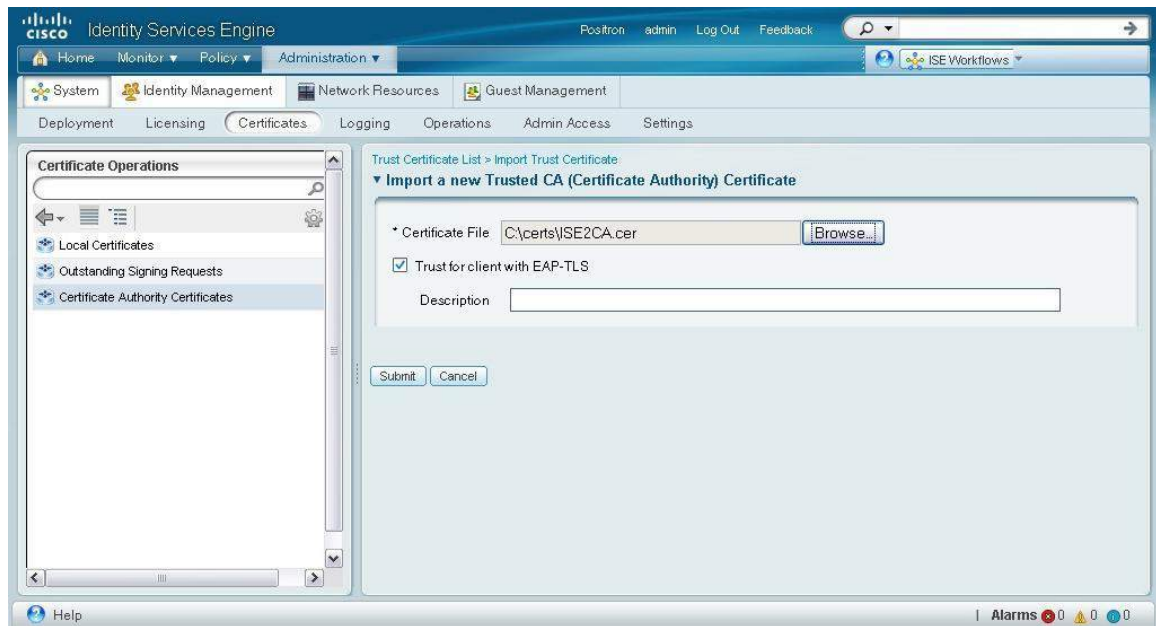 CISCO Identity Services Engine
Positron admin Log Out Feedback
Home Monitor Policy Administration
ISE Workflows
System Identity Management Network Resources Guest Management
Deployment Licensing Certificates Logging Operations Admin Access Settings
Certificate Operations
Local Certificates
Outstanding Signing Requests
Certificate Authority Certificates
Trust Certificate List > Import Trust Certificate
Import a new Trusted CA (Certificate Authority) Certificate
* Certificate File C:\certs\ISE2CA.cer Browse...
Trust for client with EAP-TLS
Description
Submit Cancel
Help
| Alarms 0 0 0